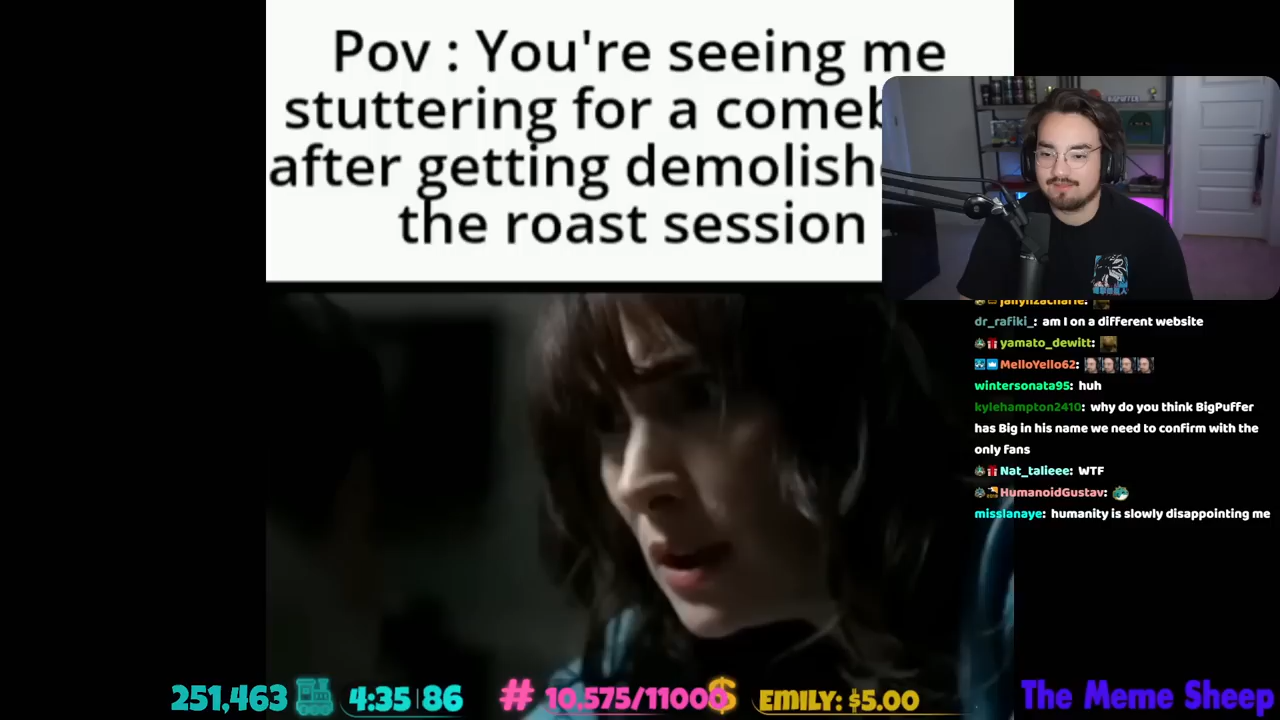 Pov : You're seeing me
stuttering for a
after getting
the roast session
dr_rafiki_: am I on a different website
yamato_dewitt:
MelloYello62:
wintersonata95: huh
kylehampton2410: why do you think BigPuffer
has Big in his name we need to confirm with the
only fans
Nat_talieee: WTF
HumanoidGustav:
misslanaye: humanity is slowly disappointing me
251,463
4:35 86
# 10,575/11000
$
EMILY: $5.00
The Meme Sheep